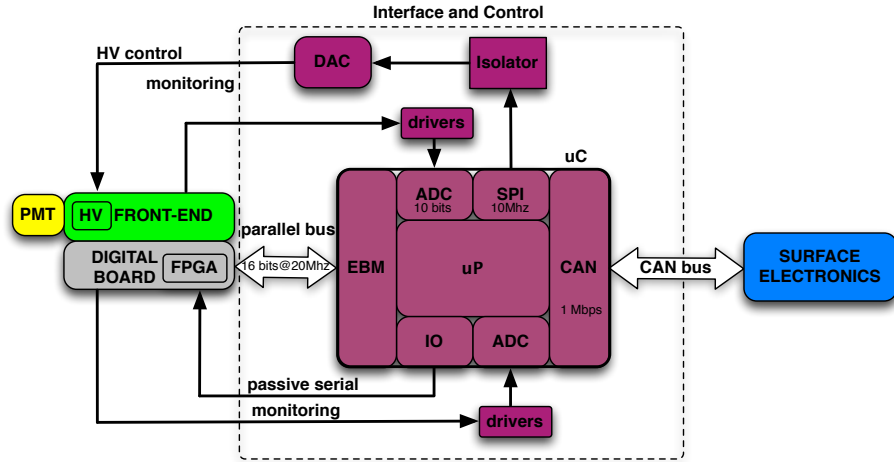 Interface and Control
HV control
DAC
Isolator
monitoring
drivers
uC
ADC
10 bits
SPI
10Mhz
PMT
HV
FRONT-END
parallel bus
DIGITAL
BOARD
FPGA
16 bits@20Mhz
EBM
uP
CAN
1 Mbps
CAN bus
SURFACE
ELECTRONICS
IO
ADC
passive serial
monitoring
drivers